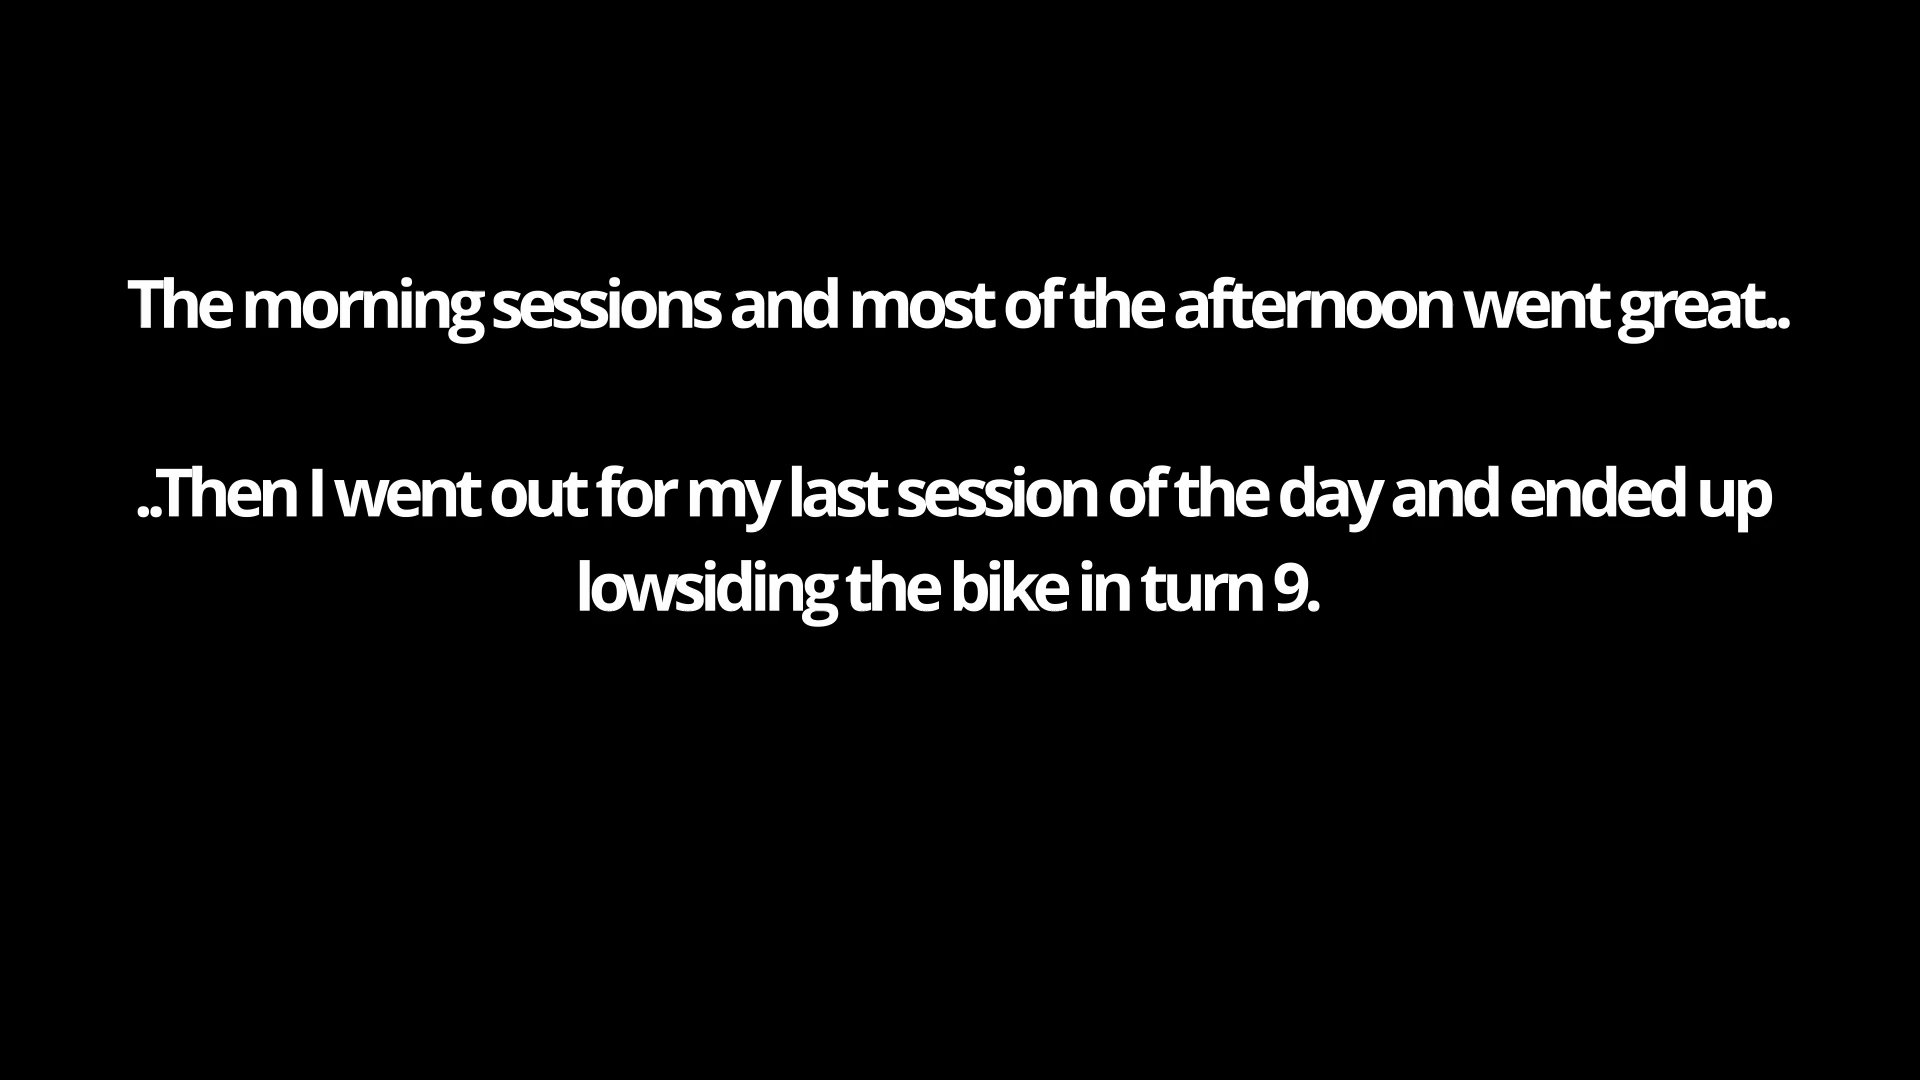 The morning sessions and most of the afternoon went great..
..Then I went out for my last session of the day and ended up
lowsiding the bike in turn 9.